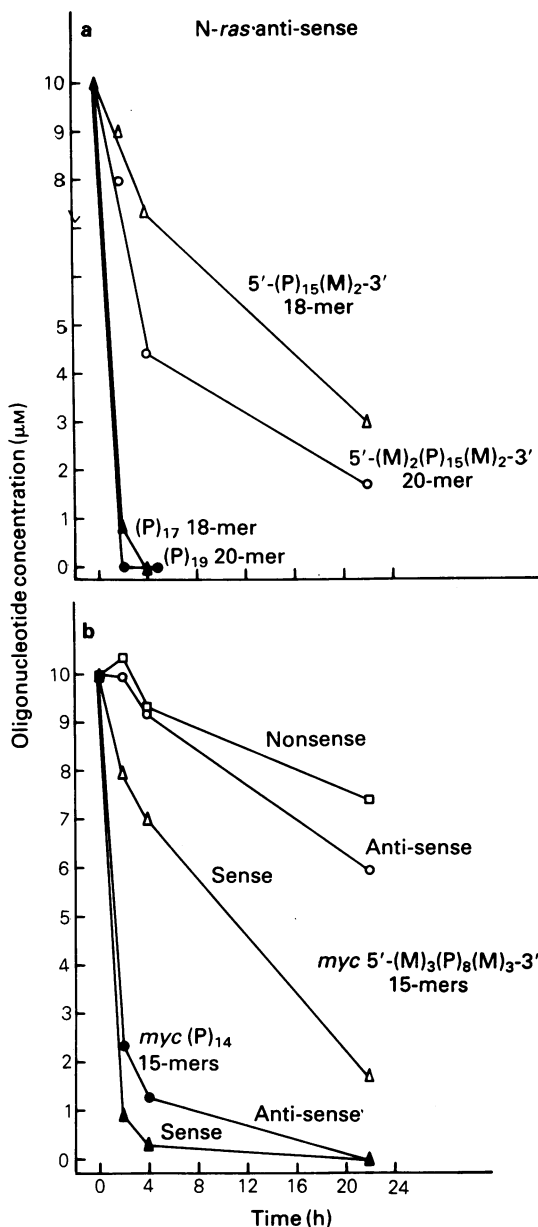 a
N-ras·anti-sense
10
9
8
5
4
3
2
1
0
5′-(P)₁₅(M)₂-3′
18-mer
5′-(M)₂(P)₁₅(M)₂-3′
20-mer
(P)₁₇ 18-mer
(P)₁₉ 20-mer
Oligonucleotide concentration (μM)
b
10
9
8
7
6
5
4
3
2
1
0
Nonsense
Anti-sense
Sense
myc 5′-(M)₃(P)₈(M)₃-3′
15-mers
myc (P)₁₄
15-mers
Anti-sense
Sense
0 4 8 12 16 20 24
Time (h)